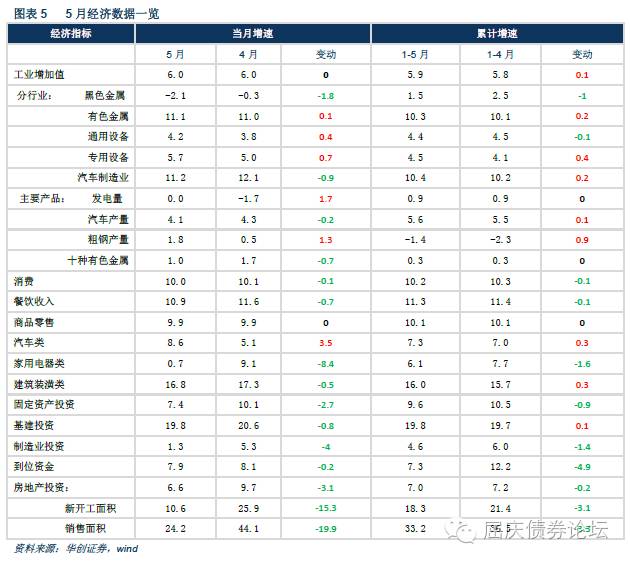 图表 5 5 月经济数据一览
经济指标 当月增速 累计增速
5 月 4 月 变动 1-5 月 1-4 月 变动
工业增加值 6.0 6.0 0 5.9 5.8 0.1
分行业： 黑色金属 -2.1 -0.3 -1.8 1.5 2.5 -1
有色金属 11.1 11.0 0.1 10.3 10.1 0.2
通用设备 4.2 3.8 0.4 4.4 4.5 -0.1
专用设备 5.7 5.0 0.7 4.5 4.1 0.4
汽车制造业 11.2 12.1 -0.9 10.4 10.2 0.2
主要产品： 发电量 0.0 -1.7 1.7 0.9 0.9 0
汽车产量 4.1 4.3 -0.2 5.6 5.5 0.1
粗钢产量 1.8 0.5 1.3 -1.4 -2.3 0.9
十种有色金属 1.0 1.7 -0.7 0.3 0.3 0
消费 10.0 10.1 -0.1 10.2 10.3 -0.1
餐饮收入 10.9 11.6 -0.7 11.3 11.4 -0.1
商品零售 9.9 9.9 0 10.1 10.1 0
汽车类 8.6 5.1 3.5 7.3 7.0 0.3
家用电器类 0.7 9.1 -8.4 6.1 7.7 -1.6
建筑装潢类 16.8 17.3 -0.5 16.0 15.7 0.3
固定资产投资 7.4 10.1 -2.7 9.6 10.5 -0.9
基建投资 19.8 20.6 -0.8 19.8 19.7 0.1
制造业投资 1.3 5.3 -4 4.6 6.0 -1.4
到位资金 7.9 8.1 -0.2 7.3 12.2 -4.9
房地产投资： 6.6 9.7 -3.1 7.0 7.2 -0.2
新开工面积 10.6 25.9 -15.3 18.3 21.4 -3.1
销售面积 24.2 44.1 -19.9 33.2 36.5 -3.3
屈庆债券论坛
资料来源：华创证券，wind